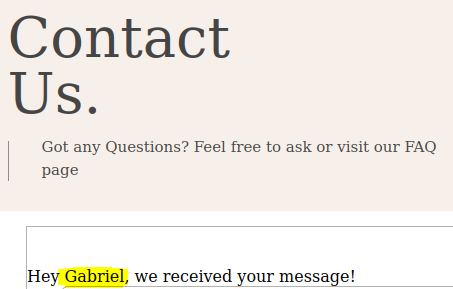 Contact
Us.
Got any Questions? Feel free to ask or visit our FAQ
page
Hey Gabriel, we received your message!